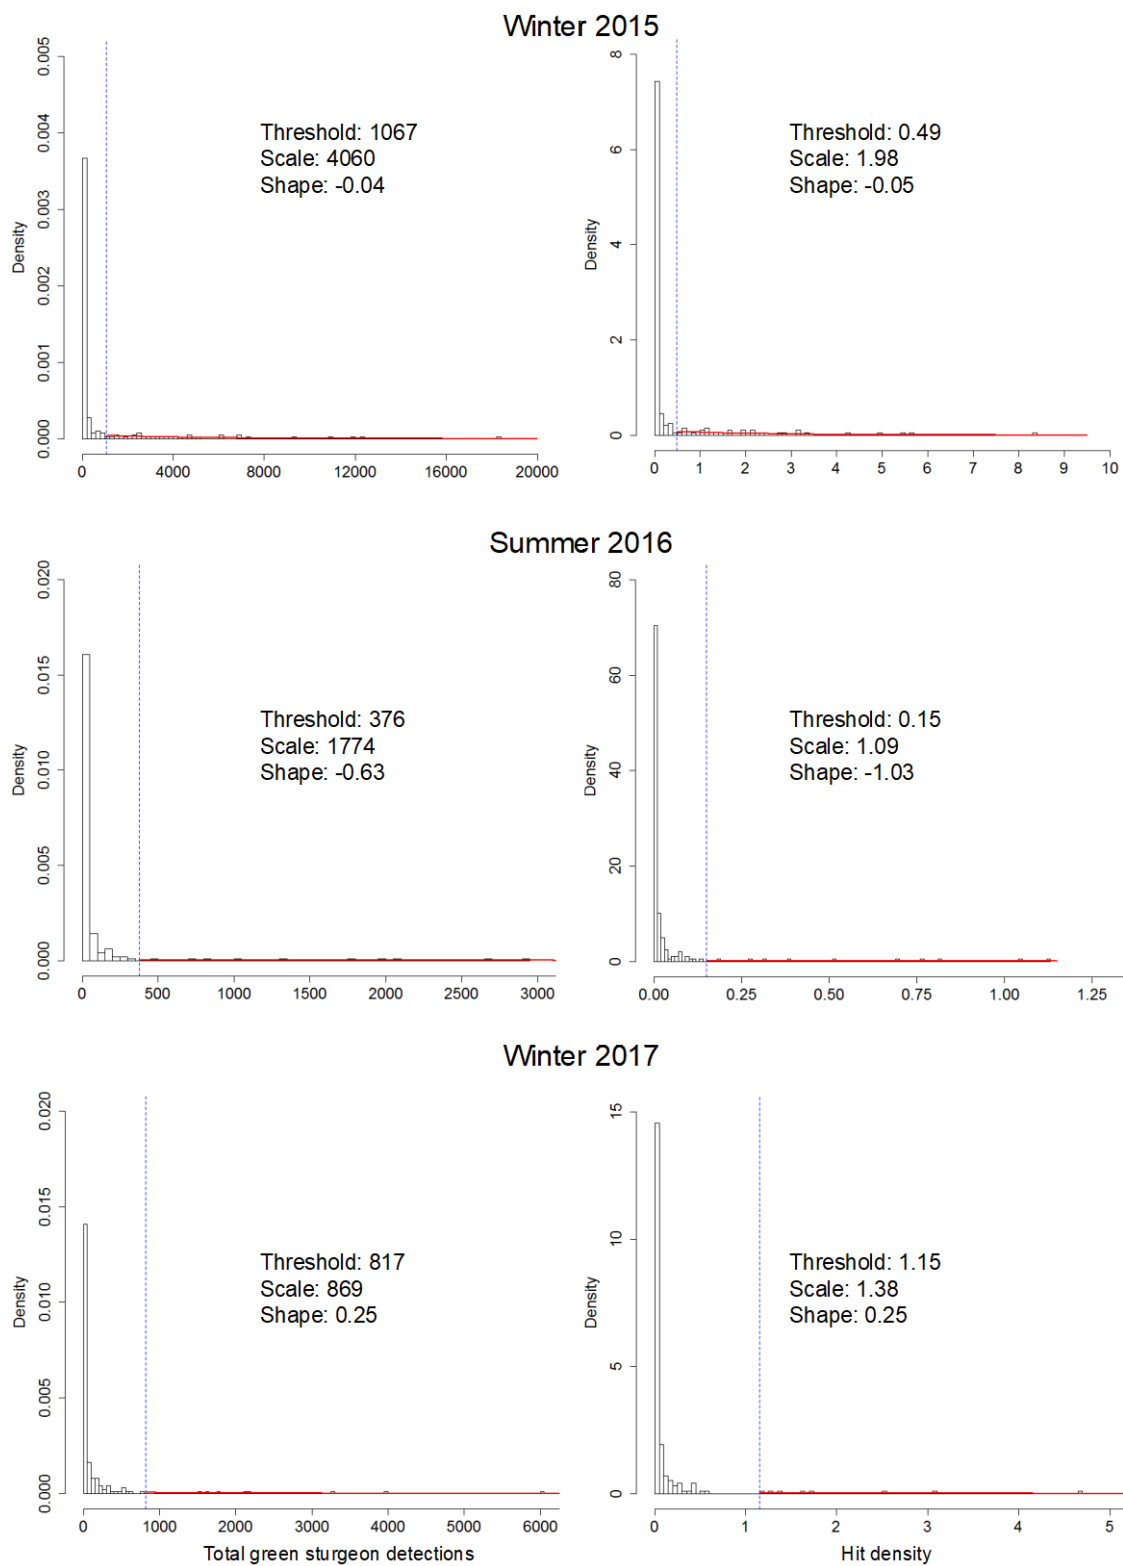 Winter 2015
Density
0.000 0.001 0.002 0.003 0.004 0.005
Threshold: 1067
Scale: 4060
Shape: -0.04
0 4000 8000 12000 16000 20000
Density
0 2 4 6 8
Threshold: 0.49
Scale: 1.98
Shape: -0.05
0 1 2 3 4 5 6 7 8 9 10
Summer 2016
Density
0.000 0.005 0.010 0.015 0.020
Threshold: 376
Scale: 1774
Shape: -0.63
0 500 1000 1500 2000 2500 3000
Density
0 20 40 60 80
Threshold: 0.15
Scale: 1.09
Shape: -1.03
0.00 0.25 0.50 0.75 1.00 1.25
Winter 2017
Density
0.000 0.005 0.010 0.015 0.020
Threshold: 817
Scale: 869
Shape: 0.25
0 1000 2000 3000 4000 5000 6000
Total green sturgeon detections
Density
0 5 10 15
Threshold: 1.15
Scale: 1.38
Shape: 0.25
0 1 2 3 4 5
Hit density